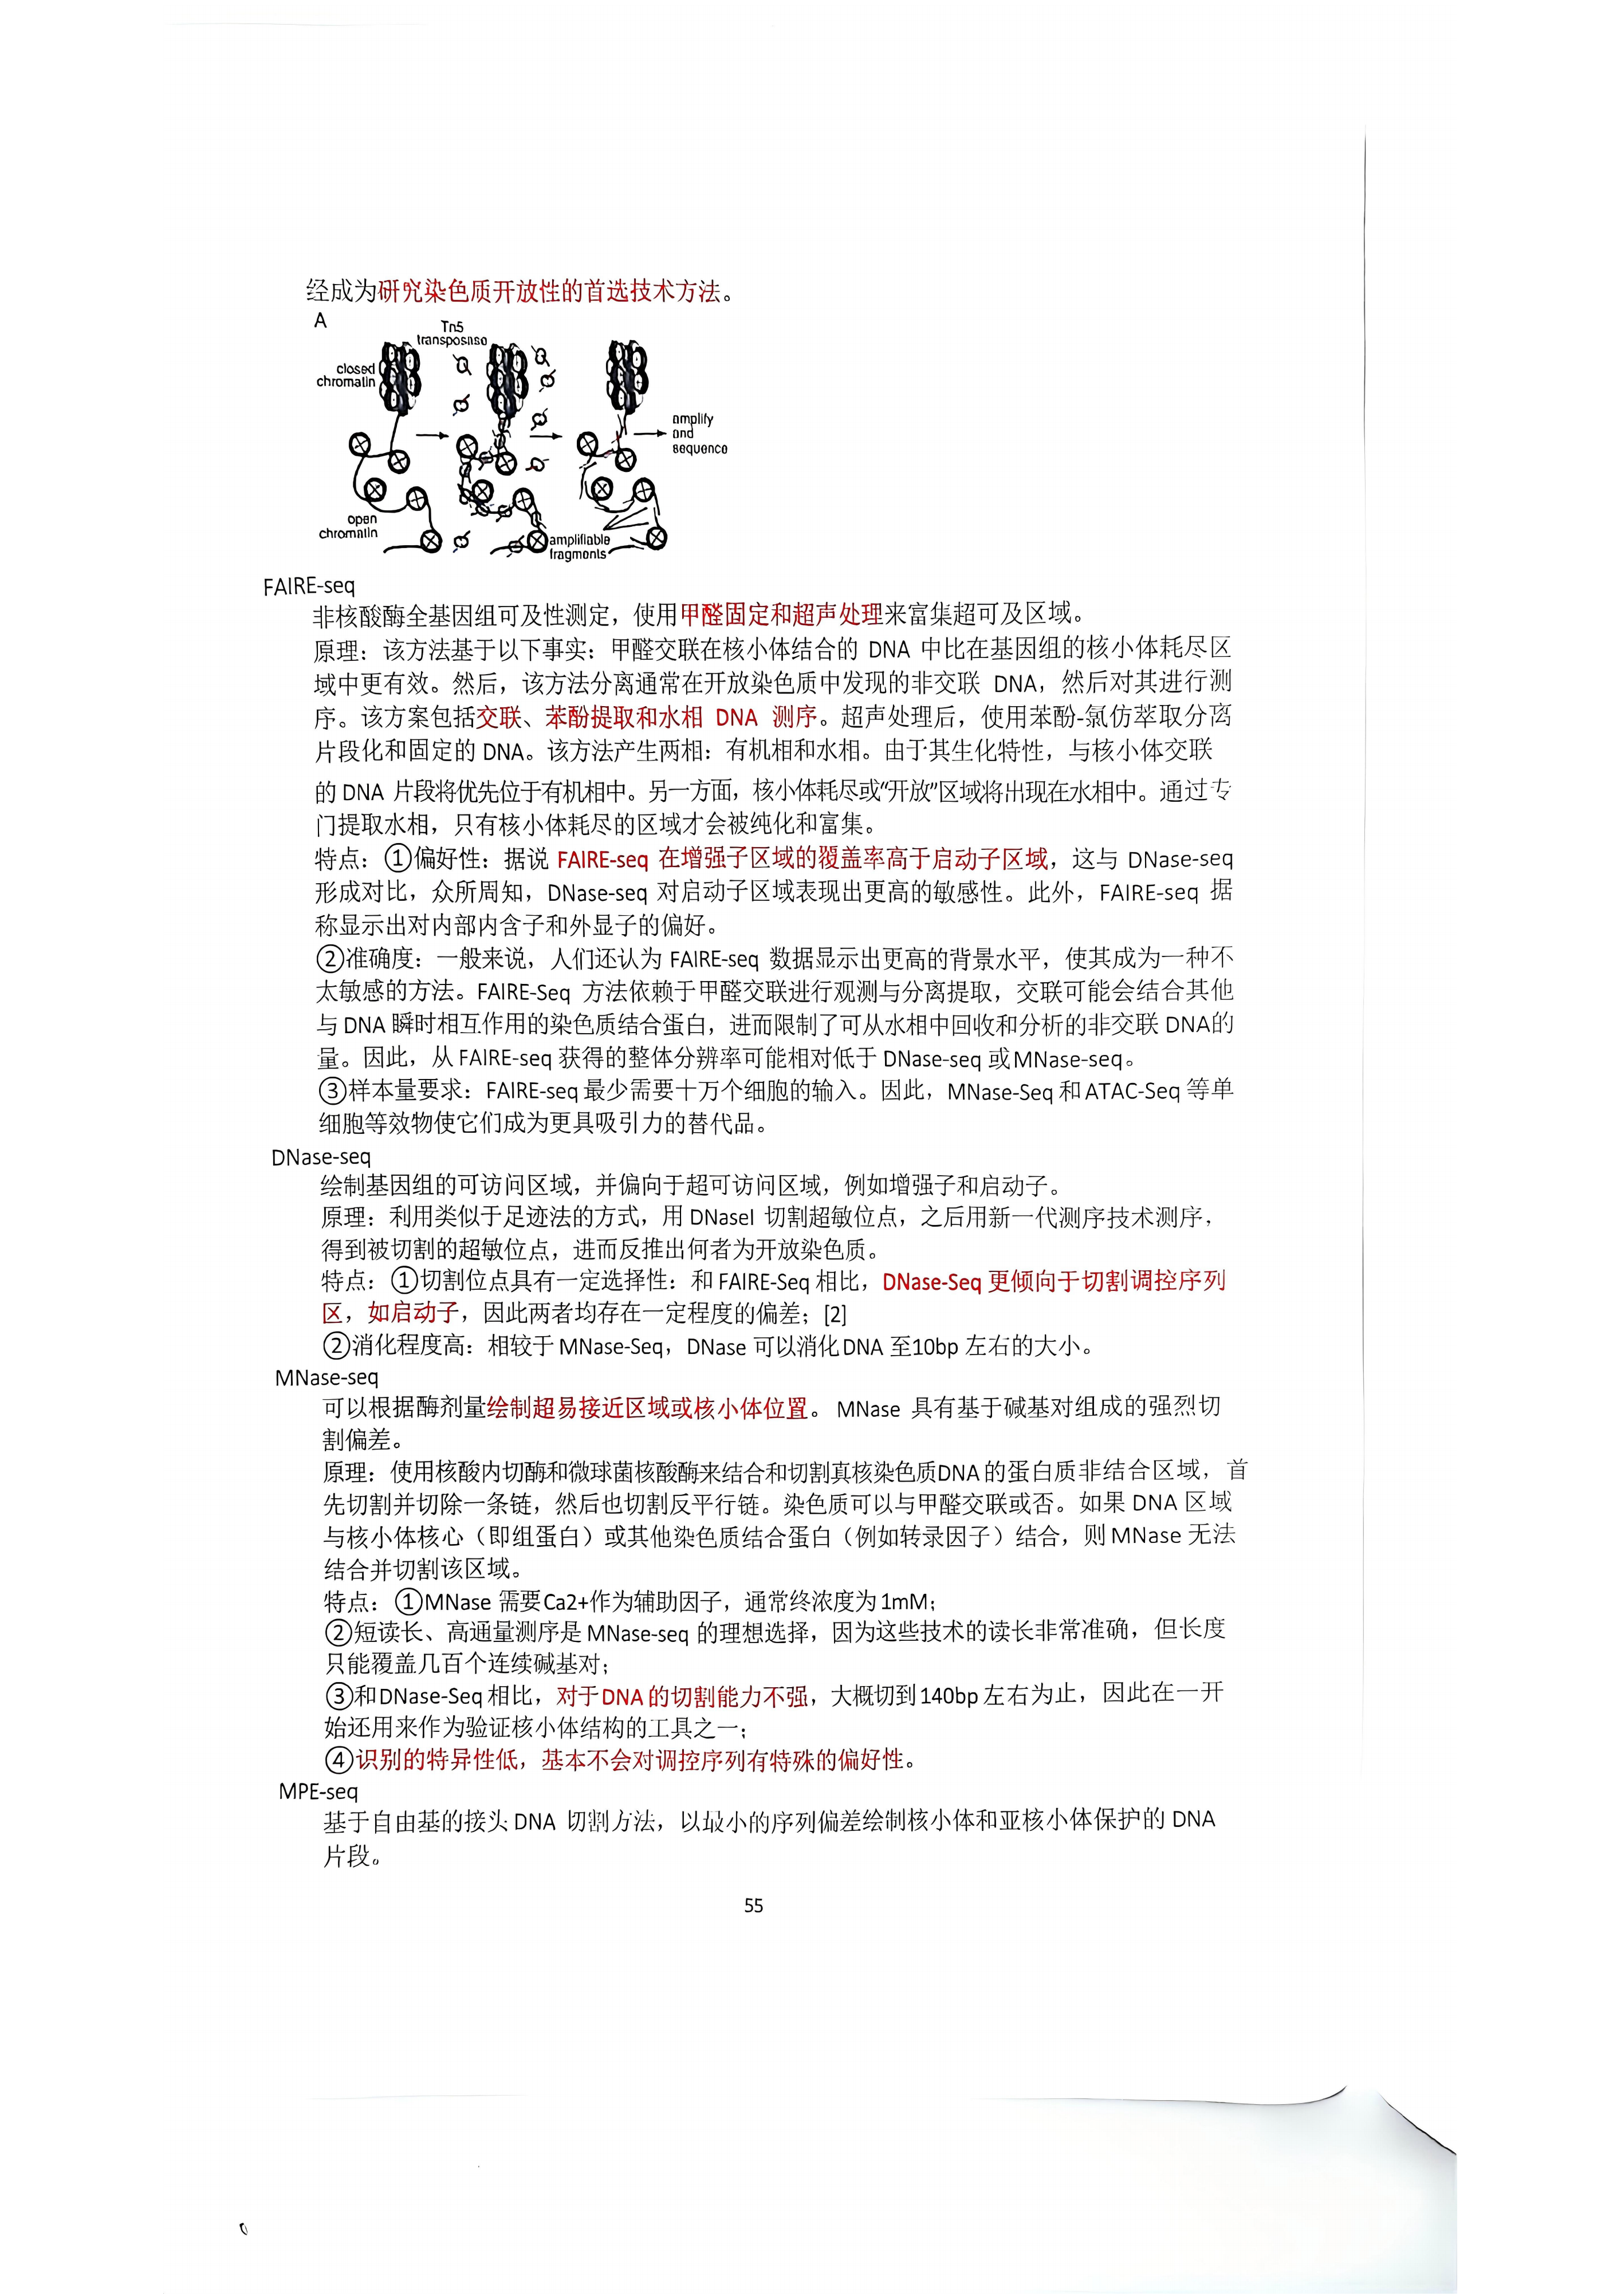 经成为研究染色质开放性的首选技术方法。
A
Tn5
transposase
closed
chromatin
amplify
and
sequence
open
chromatin
amplifiable
fragments
FAIRE-seq
非核酸酶全基因组可及性测定，使用甲醛固定和超声处理来富集超可及区域。
原理：该方法基于以下事实：甲醛交联在核小体结合的 DNA 中比在基因组的核小体耗尽区
域中更有效。然后，该方法分离通常在开放染色质中发现的非交联 DNA，然后对其进行测
序。该方案包括交联、苯酚提取和水相 DNA 测序。超声处理后，使用苯酚-氯仿萃取分离
片段化和固定的 DNA。该方法产生两相：有机相和水相。由于其生化特性，与核小体交联
的 DNA 片段将优先位于有机相中。另一方面，核小体耗尽或“开放”区域将出现在水相中。通过专
门提取水相，只有核小体耗尽的区域才会被纯化和富集。
特点：①偏好性：据说 FAIRE-seq 在增强子区域的覆盖率高于启动子区域，这与 DNase-seq
形成对比，众所周知，DNase-seq 对启动子区域表现出更高的敏感性。此外，FAIRE-seq 据
称显示出对内部内含子和外显子的偏好。
②准确度：一般来说，人们还认为 FAIRE-seq 数据显示出更高的背景水平，使其成为一种不
太敏感的方法。FAIRE-Seq 方法依赖于甲醛交联进行观测与分离提取，交联可能会结合其他
与 DNA 瞬时相互作用的染色质结合蛋白，进而限制了可从水相中回收和分析的非交联 DNA的
量。因此，从 FAIRE-seq 获得的整体分辨率可能相对低于 DNase-seq 或 MNase-seq。
③样本量要求：FAIRE-seq 最少需要十万个细胞的输入。因此，MNase-Seq 和 ATAC-Seq 等单
细胞等效物使它们成为更具吸引力的替代品。
DNase-seq
绘制基因组的可访问区域，并偏向于超可访问区域，例如增强子和启动子。
原理：利用类似于足迹法的方式，用 DNaseI 切割超敏位点，之后用新一代测序技术测序，
得到被切割的超敏位点，进而反推出何者为开放染色质。
特点：①切割位点具有一定选择性：和 FAIRE-Seq 相比，DNase-Seq 更倾向于切割调控序列
区，如启动子，因此两者均存在一定程度的偏差；[2]
②消化程度高：相较于 MNase-Seq，DNase 可以消化 DNA 至10bp 左右的大小。
MNase-seq
可以根据酶剂量绘制超易接近区域或核小体位置。MNase 具有基于碱基对组成的强烈切
割偏差。
原理：使用核酸内切酶和微球菌核酸酶来结合和切割真核染色质DNA 的蛋白质非结合区域，首
先切割并切除一条链，然后也切割反平行链。染色质可以与甲醛交联或否。如果 DNA 区域
与核小体核心（即组蛋白）或其他染色质结合蛋白（例如转录因子）结合，则 MNase 无法
结合并切割该区域。
特点：①MNase 需要Ca2+作为辅助因子，通常终浓度为 1mM；
②短读长、高通量测序是 MNase-seq 的理想选择，因为这些技术的读长非常准确，但长度
只能覆盖几百个连续碱基对；
③和DNase-Seq 相比，对于DNA 的切割能力不强，大概切到140bp 左右为止，因此在一开
始还用来作为验证核小体结构的工具之一；
④识别的特异性低，基本不会对调控序列有特殊的偏好性。
MPE-seq
基于自由基的接头 DNA 切割方法，以最小的序列偏差绘制核小体和亚核小体保护的 DNA
片段。
55